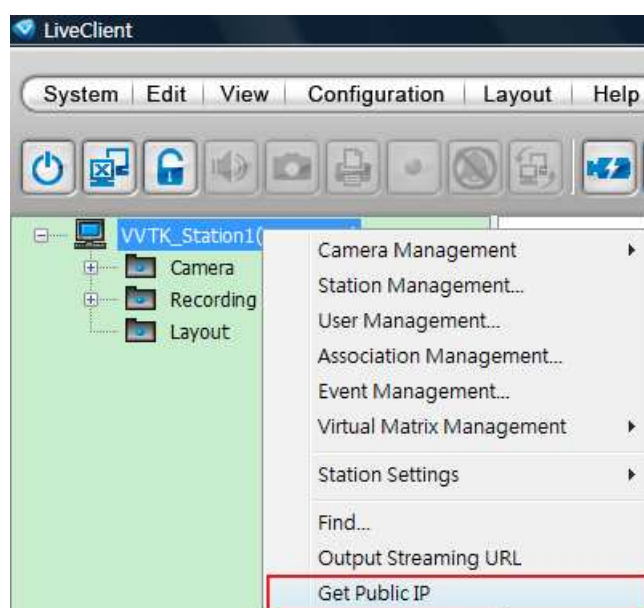 LiveClient
System Edit View Configuration Layout Help
VVTK_Station1(
Camera
Recording
Layout
Camera Management
Station Management...
User Management...
Association Management...
Event Management...
Virtual Matrix Management
Station Settings
Find...
Output Streaming URL
Get Public IP